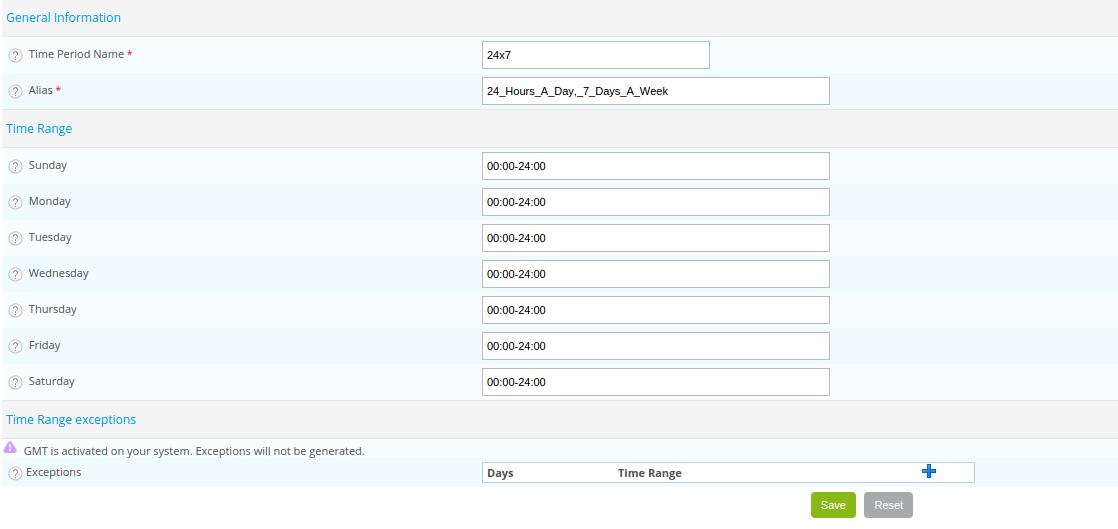 General Information
? Time Period Name * 24x7
? Alias * 24_Hours_A_Day,_7_Days_A_Week
Time Range
? Sunday 00:00-24:00
? Monday 00:00-24:00
? Tuesday 00:00-24:00
? Wednesday 00:00-24:00
? Thursday 00:00-24:00
? Friday 00:00-24:00
? Saturday 00:00-24:00
Time Range exceptions
GMT is activated on your system. Exceptions will not be generated.
? Exceptions Days Time Range
Save Reset